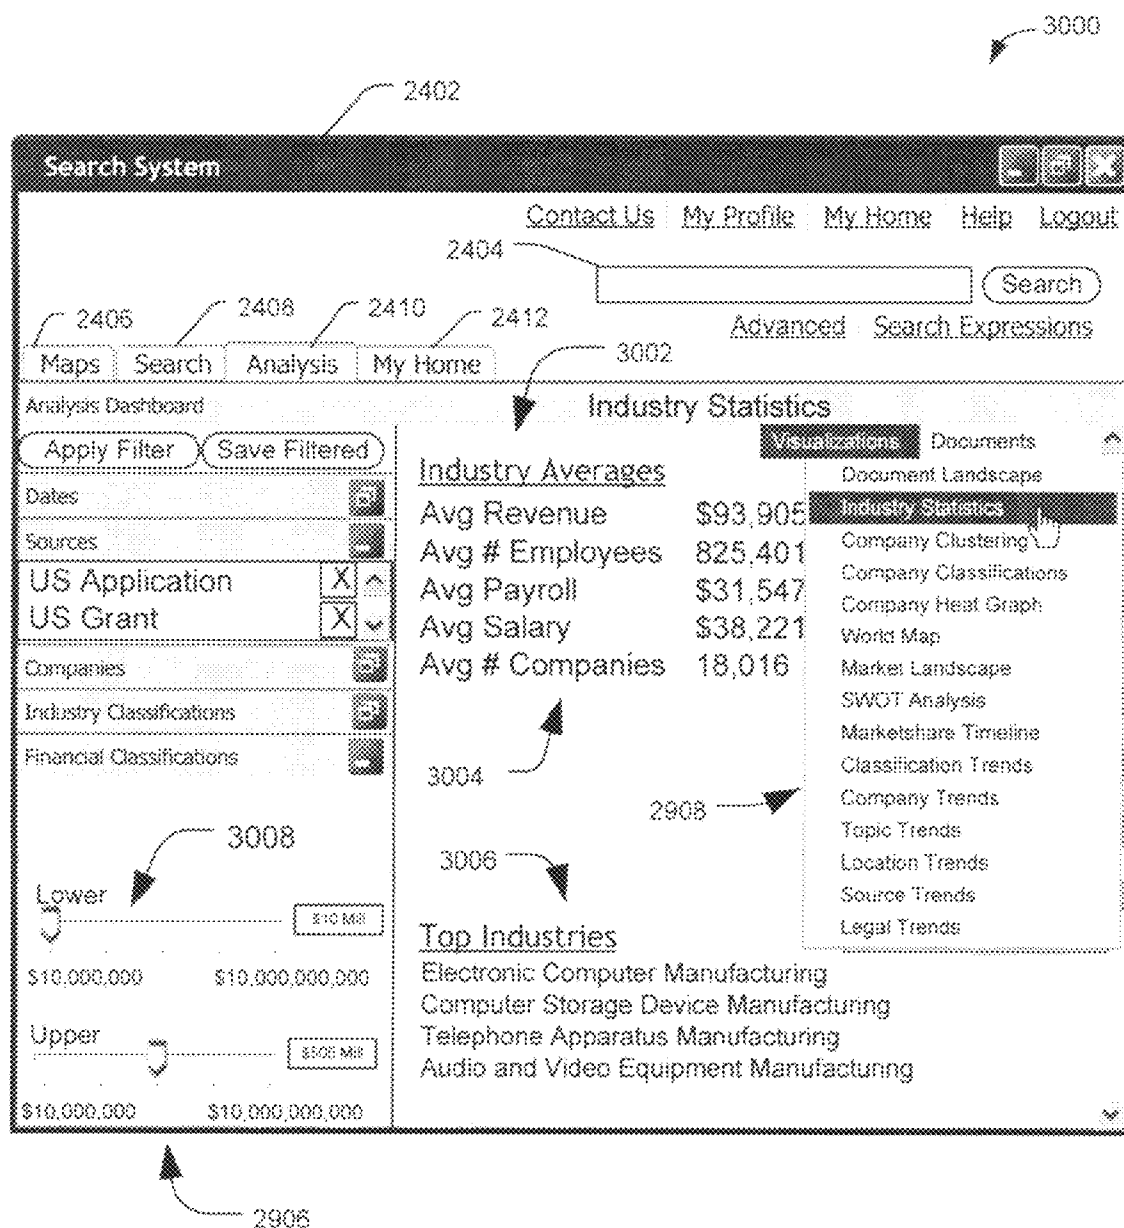 3000
2402
Search System
Contact Us My Profile My Home Help Logout
2404
Search
2406 2408 2410 2412
Advanced Search Expressions
Maps Search Analysis My Home
3002
Analysis Dashboard
Industry Statistics
Apply Filter Save Filtered
Visualizations Documents
Dates
Sources
US Application X
US Grant X
Companies
Industry Classifications
Financial Classifications
Industry Averages
Avg Revenue $93,905
Avg # Employees 825,401
Avg Payroll $31,547
Avg Salary $38,221
Avg # Companies 18,016
Document Landscape
Industry Statistics
Company Clustering
Company Classifications
Company Heat Graph
World Map
Market Landscape
SWOT Analysis
Marketshare Timeline
Classification Trends
Company Trends
Topic Trends
Location Trends
Source Trends
Legal Trends
3004
2908
3006
3008
Lower
$10 Mill
$10,000,000 $10,000,000,000
Upper
$505 Mill
$10,000,000 $10,000,000,000
Top Industries
Electronic Computer Manufacturing
Computer Storage Device Manufacturing
Telephone Apparatus Manufacturing
Audio and Video Equipment Manufacturing
2906